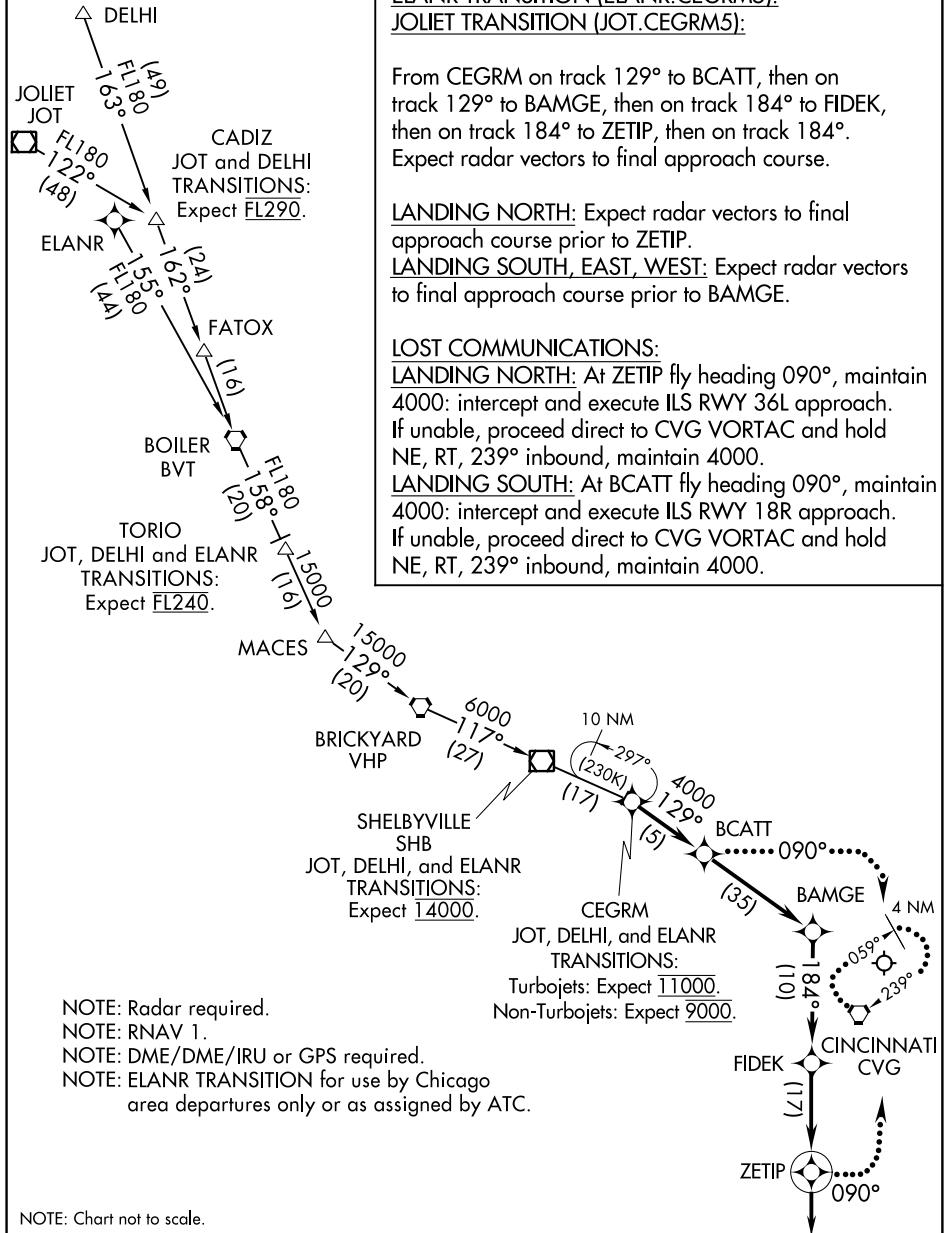 ELANR TRANSITION (ELANR.CEGRM5):
JOLIET TRANSITION (JOT.CEGRM5):
From CEGRM on track 129° to BCATT, then on
track 129° to BAMGE, then on track 184° to FIDEK,
then on track 184° to ZETIP, then on track 184°.
Expect radar vectors to final approach course.
LANDING NORTH: Expect radar vectors to final
approach course prior to ZETIP.
LANDING SOUTH, EAST, WEST: Expect radar vectors
to final approach course prior to BAMGE.
LOST COMMUNICATIONS:
LANDING NORTH: At ZETIP fly heading 090°, maintain
4000: intercept and execute ILS RWY 36L approach.
If unable, proceed direct to CVG VORTAC and hold
NE, RT, 239° inbound, maintain 4000.
LANDING SOUTH: At BCATT fly heading 090°, maintain
4000: intercept and execute ILS RWY 18R approach.
If unable, proceed direct to CVG VORTAC and hold
NE, RT, 239° inbound, maintain 4000.
DELHI
(49)
FL180
163°
JOLIET
JOT
FL180
122°
(48)
CADIZ
JOT and DELHI
TRANSITIONS:
Expect FL290.
ELANR
155°
FL180
(44)
(24)
162°
FATOX
(16)
BOILER
BVT
FL180
158°
(20)
TORIO
JOT, DELHI and ELANR
TRANSITIONS:
Expect FL240.
15000
(16)
MACES
15000
129°
(20)
BRICKYARD
VHP
6000
117°
(27)
10 NM
297°
(230K)
(17)
SHELBYVILLE
SHB
JOT, DELHI, and ELANR
TRANSITIONS:
Expect 14000.
4000
129°
(5)
BCATT
090°
(35)
BAMGE
4 NM
059°
239°
CEGRM
JOT, DELHI, and ELANR
TRANSITIONS:
Turbojets: Expect 11000.
Non-Turbojets: Expect 9000.
184°
(10)
CINCINNATI
CVG
FIDEK
(17)
ZETIP
090°
NOTE: Radar required.
NOTE: RNAV 1.
NOTE: DME/DME/IRU or GPS required.
NOTE: ELANR TRANSITION for use by Chicago
area departures only or as assigned by ATC.
NOTE: Chart not to scale.